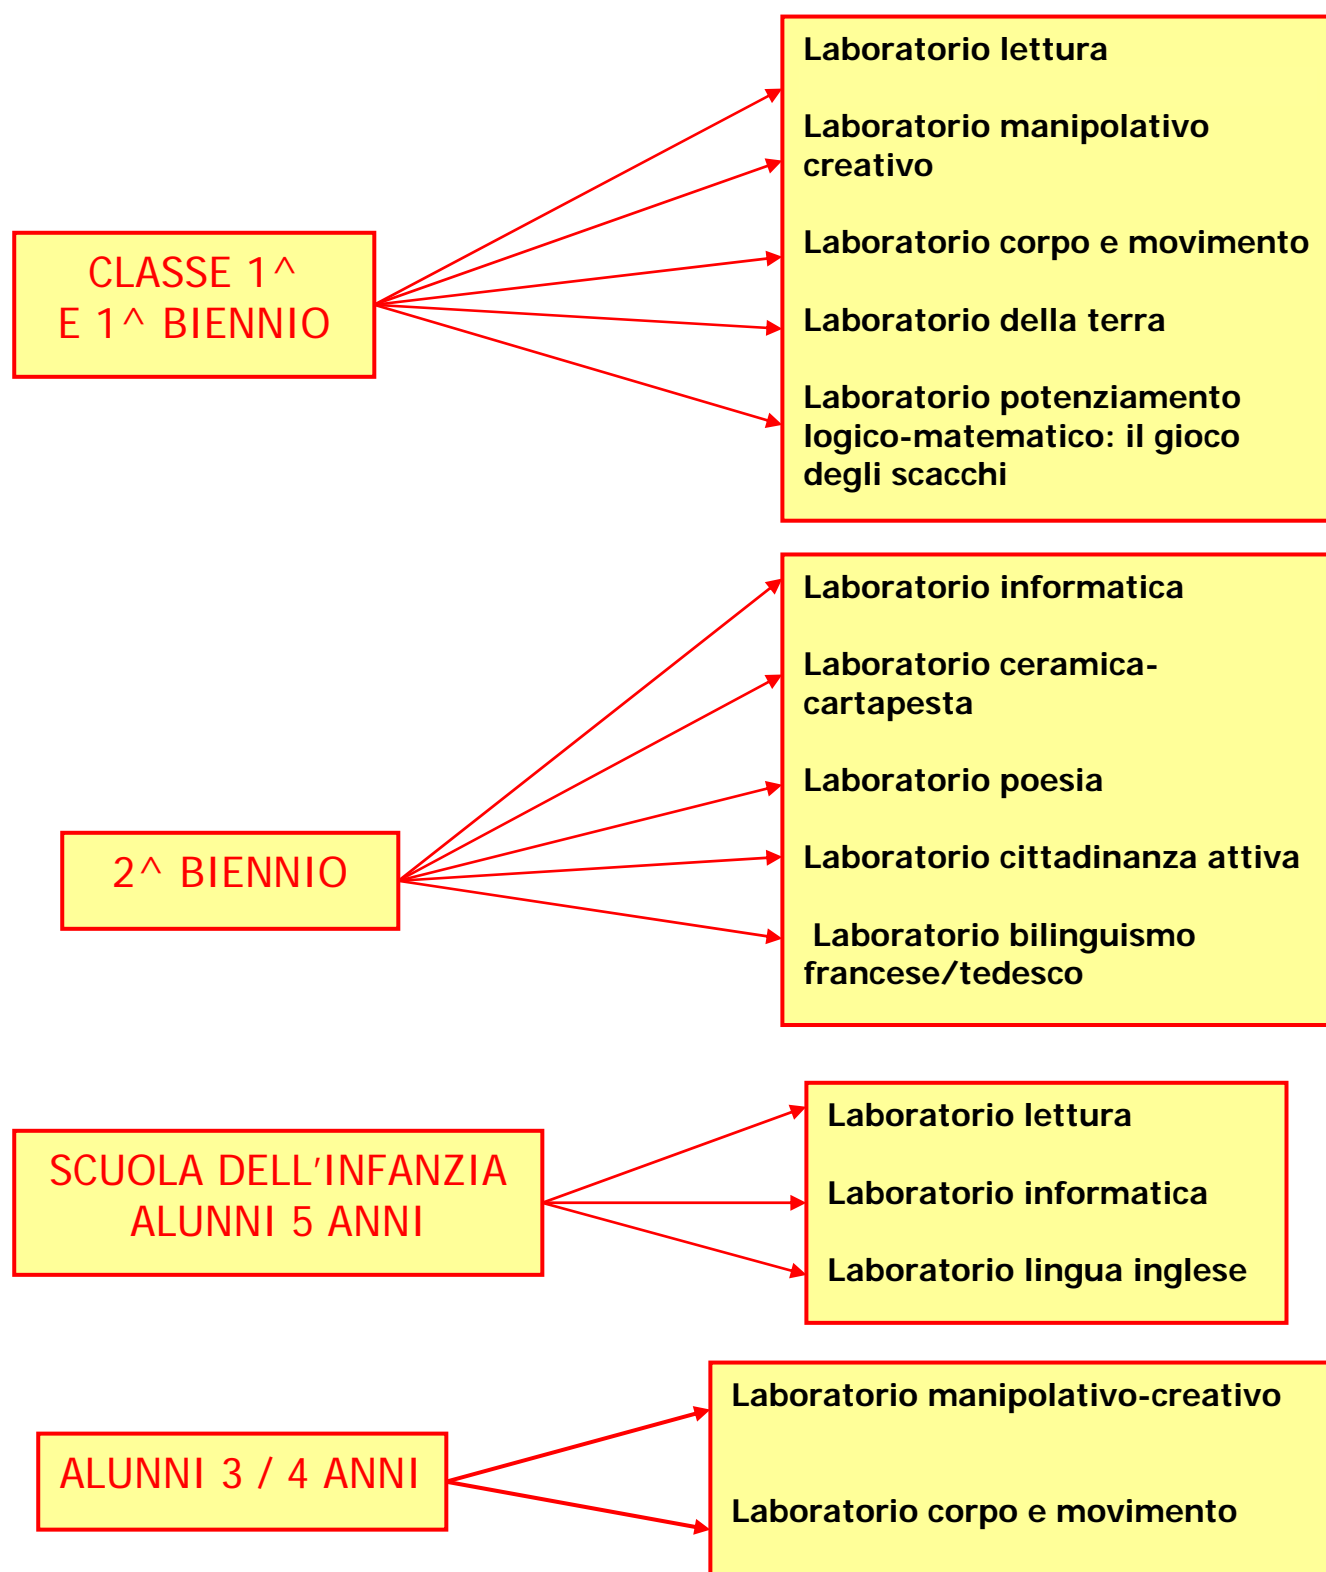 CLASSE 1^
E 1^ BIENNIO
Laboratorio lettura
Laboratorio manipolativo
creativo
Laboratorio corpo e movimento
Laboratorio della terra
Laboratorio potenziamento
logico-matematico: il gioco
degli scacchi
2^ BIENNIO
Laboratorio informatica
Laboratorio ceramica-
cartapesta
Laboratorio poesia
Laboratorio cittadinanza attiva
Laboratorio bilinguismo
francese/tedesco
SCUOLA DELL'INFANZIA
ALUNNI 5 ANNI
Laboratorio lettura
Laboratorio informatica
Laboratorio lingua inglese
ALUNNI 3 / 4 ANNI
Laboratorio manipolativo-creativo
Laboratorio corpo e movimento